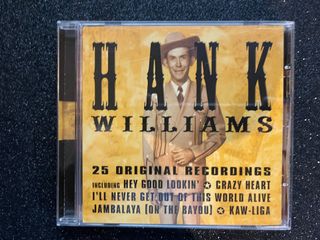 HANK
WILLIAMS
25 ORIGINAL RECORDINGS
INCLUDING HEY GOOD LOOKIN' ✪ CRAZY HEART
I'LL NEVER GET OUT OF THIS WORLD ALIVE
JAMBALAYA [ON THE BAYOU] ✪ KAW-LIGA